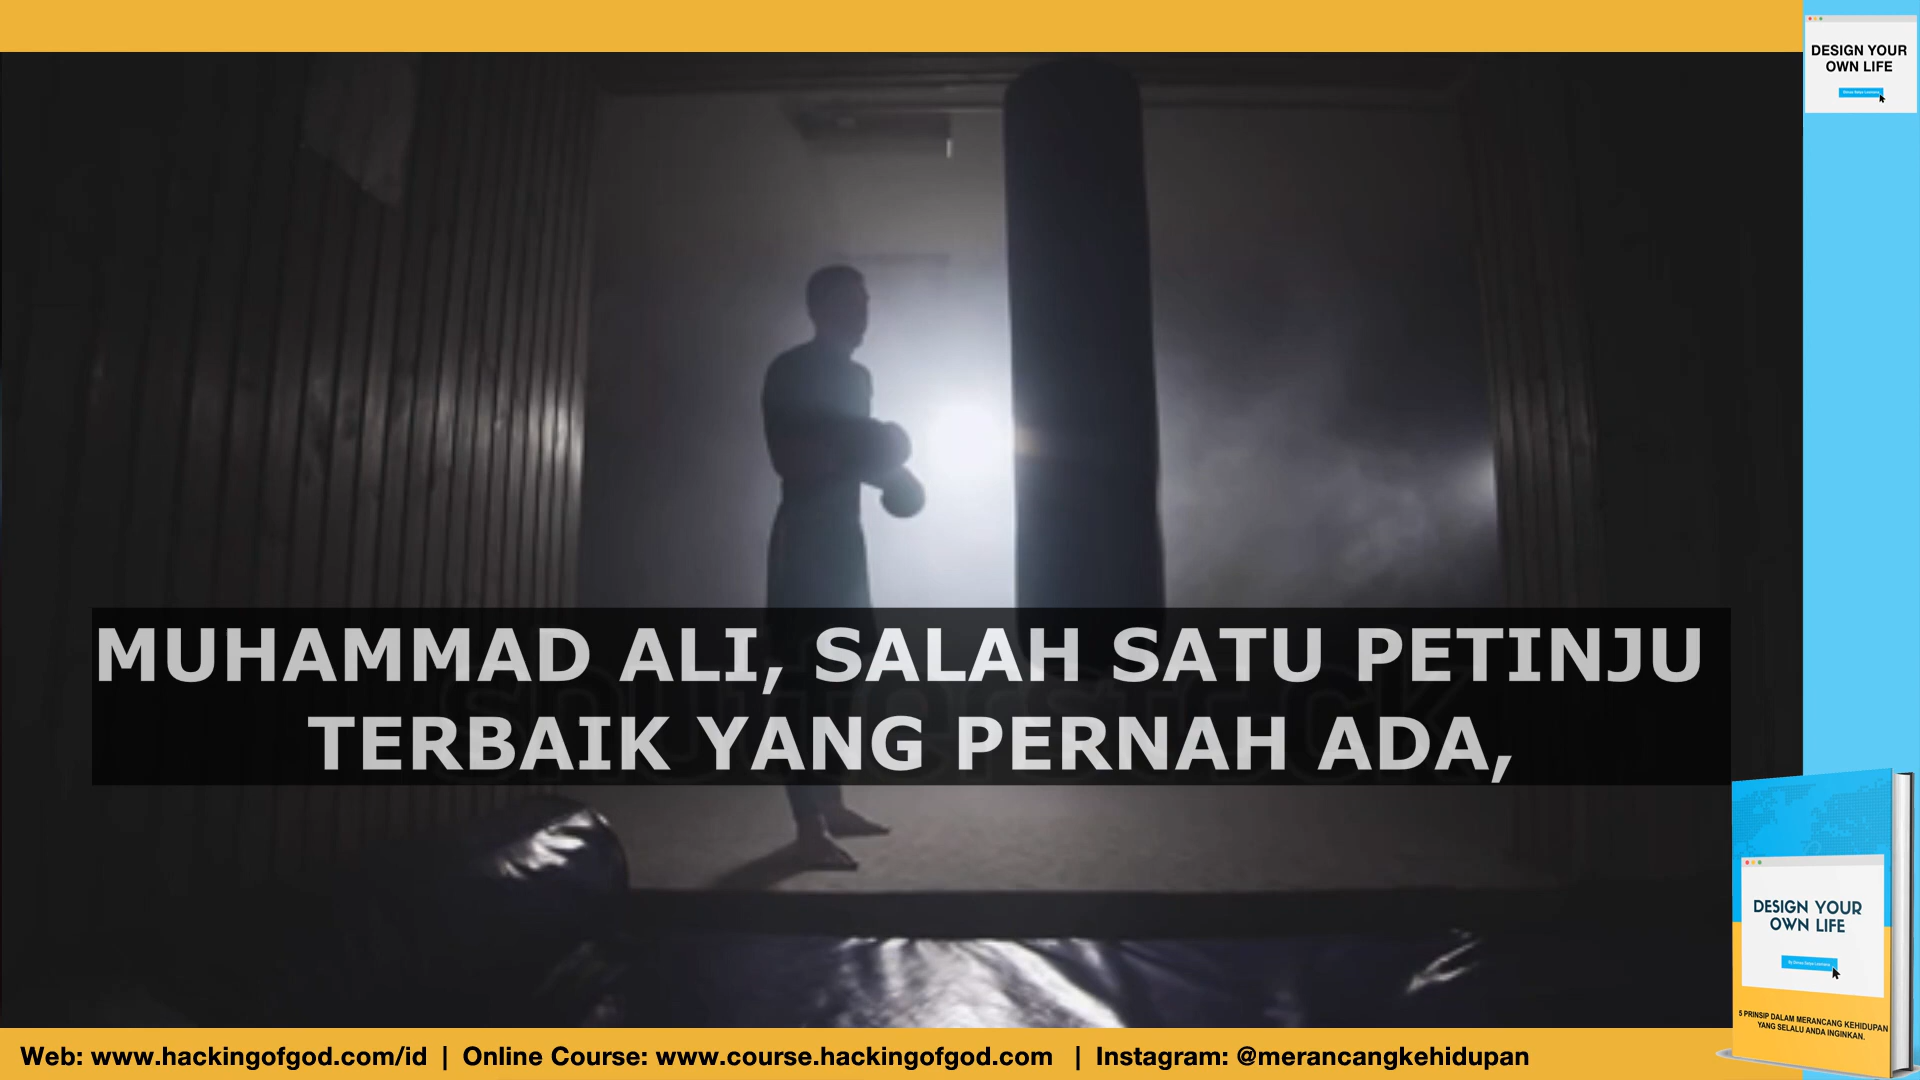 DESIGN YOUR
OWN LIFE
MUHAMMAD ALI, SALAH SATU PETINJU
TERBAIK YANG PERNAH ADA,
shutterstock
DESIGN YOUR
OWN LIFE
5 PRINSIP DALAM MERANCANG KEHIDUPAN
YANG SELALU ANDA INGINKAN.
Web: www.hackingofgod.com/id | Online Course: www.course.hackingofgod.com | Instagram: @merancangkehidupan